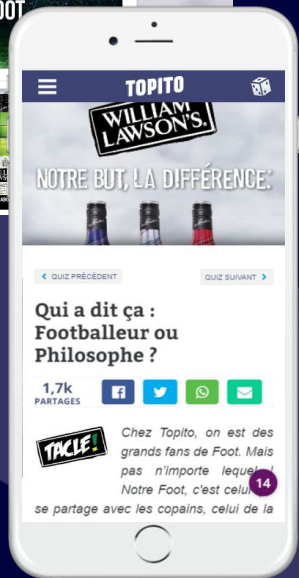 OOT
TOPITO
WILLIAM
LAWSON'S.
NOTRE BUT, LA DIFFÉRENCE.
QUIZ PRÉCÉDENT
QUIZ SUIVANT
Qui a dit ça :
Footballeur ou
Philosophe ?
1,7k
PARTAGES
TACLE!
Chez Topito, on est des
grands fans de Foot. Mais
pas n'importe lequel !
Notre Foot, c'est celui
14
se partage avec les copains, celui de la